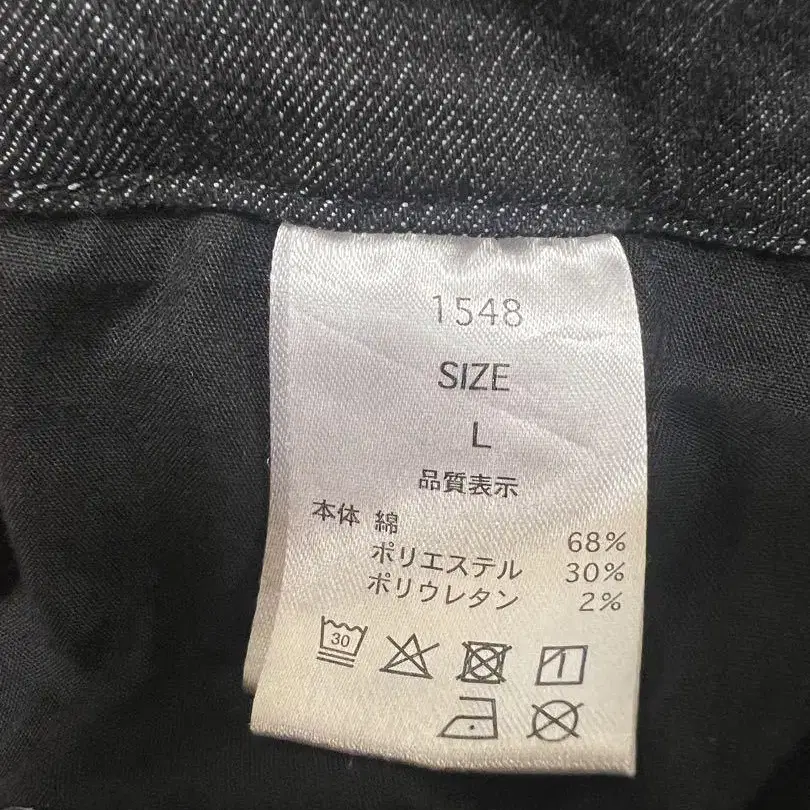 1548
SIZE
L
品質表示
本体 綿 68%
ポリエステル 30%
ポリウレタン 2%
30